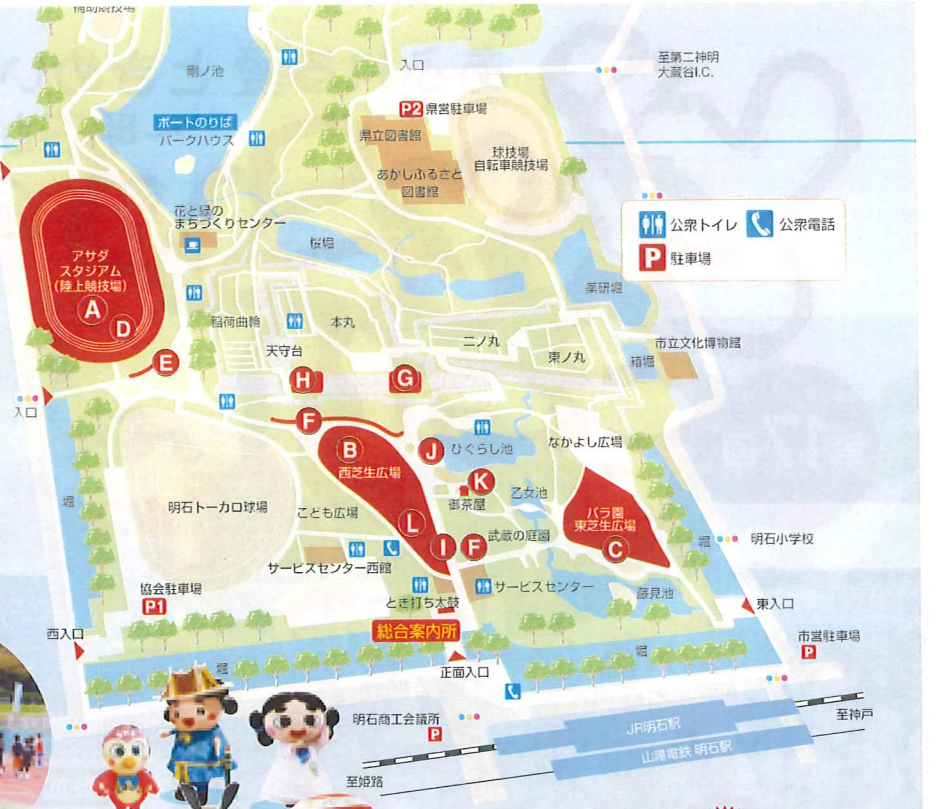 補助競技場
剛ノ池
入口
至第二神明
大蔵谷I.C.
P2 県営駐車場
ボートのりば
パークハウス
県立図書館
球技場
自転車競技場
あかしふるさと
図書館
花と緑の
まちづくりセンター
公衆トイレ
公衆電話
P 駐車場
アサダ
スタジアム
(陸上競技場)
A
D
桜堀
薬研堀
稲荷曲輪
本丸
二ノ丸
東ノ丸
市立文化博物館
箱堀
天守台
E
H
G
入口
F
B
西芝生広場
J
ひぐらし池
なかよし広場
K
御茶屋
乙女池
バラ園
東芝生広場
C
堀
明石トーカロ球場
こども広場
L
I
F
武蔵の庭園
堀
明石小学校
サービスセンター西館
サービスセンター
協会駐車場
P1
とき打ち太鼓
藤見池
東入口
総合案内所
西入口
市営駐車場
P
堀
正面入口
堀
明石商工会議所
P
JR明石駅
至神戸
山陽電鉄 明石駅
至姫路